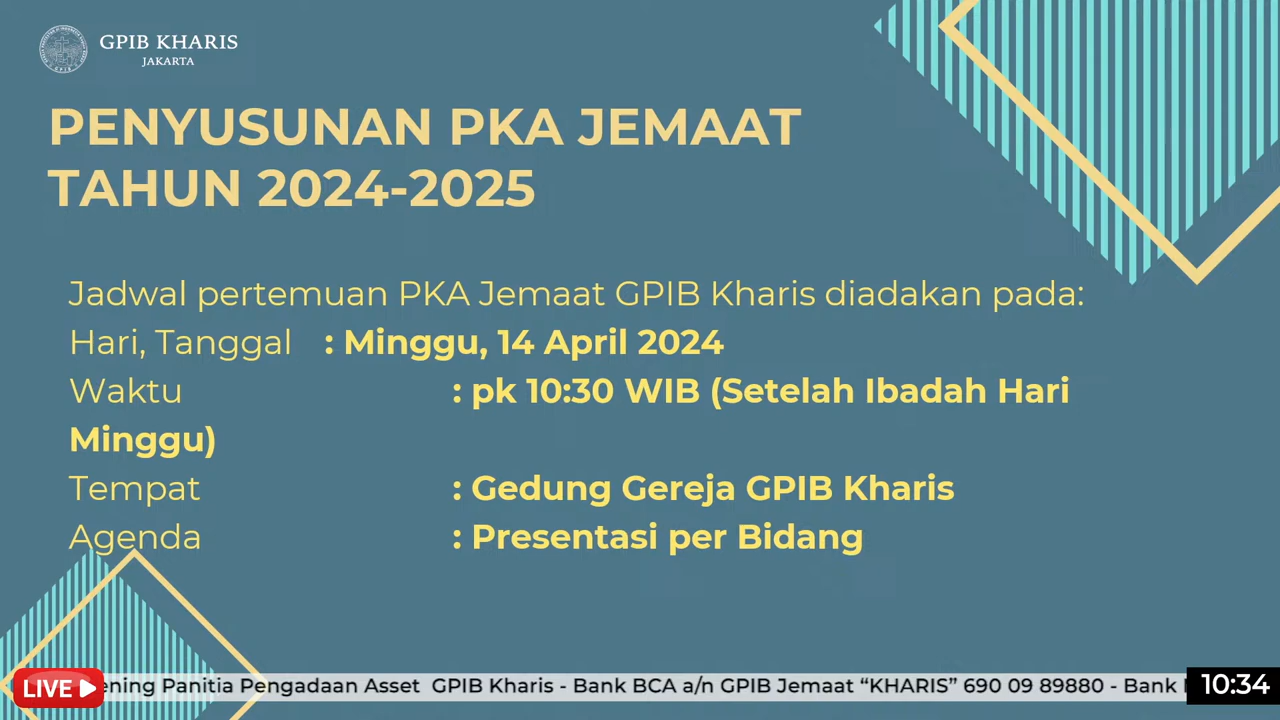 GPIB KHARIS
JAKARTA
PENYUSUNAN PKA JEMAAT
TAHUN 2024-2025
Jadwal pertemuan PKA Jemaat GPIB Kharis diadakan pada:
Hari, Tanggal : Minggu, 14 April 2024
Waktu : pk 10:30 WIB (Setelah Ibadah Hari
Minggu)
Tempat : Gedung Gereja GPIB Kharis
Agenda : Presentasi per Bidang
LIVE
ening Panitia Pengadaan Asset GPIB Kharis - Bank BCA a/n GPIB Jemaat “KHARIS” 690 09 89880 - Bank
10:34